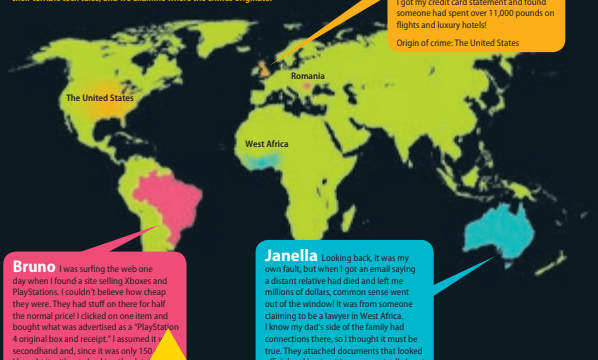 I got my credit card statement and found
someone had spent over 11,000 pounds on
flights and luxury hotels!
Origin of crime: The United States
Romania
The United States
West Africa
Bruno I was surfing the web one
day when I found a site selling Xboxes and
PlayStations. I couldn't believe how cheap
they were. They had stuff on there for half
the normal price! I clicked on one item and
bought what was advertised as a "PlayStation
4 original box and receipt." I assumed it
secondhand and, since it was only 150
Janella Looking back, it was my
own fault, but when I got an email saying
a distant relative had died and left me
millions of dollars, common sense went
out of the window! It was from someone
claiming to be a lawyer in West Africa.
I know my dad's side of the family had
connections there, so I thought it must be
true. They attached documents that looked